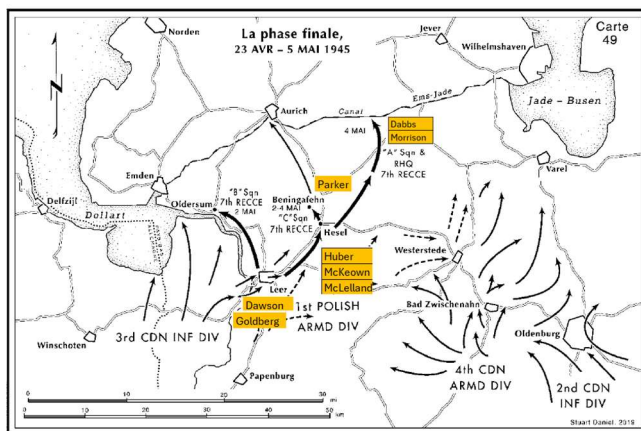 La phase finale,
23 AVR – 5 MAI 1945
Carte
49
Norden
Jever
Wilhelmshaven
N
Jade - Busen
Ems-Jade
Canal
Aurich
4 MAI
Dabbs
Morrison
"A" Sqn &
RHQ
7th RECCE
Varel
Emden
Delfzijl
Dollart
Oldersum
"B" Sqn
7th RECCE
2 MAI
Parker
Beningafehn
2-4 MAI
"C" Sqn
7th RECCE
Hesel
Westerstede
Huber
McKeown
McLelland
Leer
Dawson
Goldberg
1st POLISH
ARMD DIV
Bad Zwischenahn
Oldenburg
3rd CDN INF DIV
Winschoten
Papenburg
4th CDN
ARMD DIV
2nd CDN
INF DIV
0 10 20 30
mi
0 10 20 30 40 50
km
Stuart Daniel. 2019